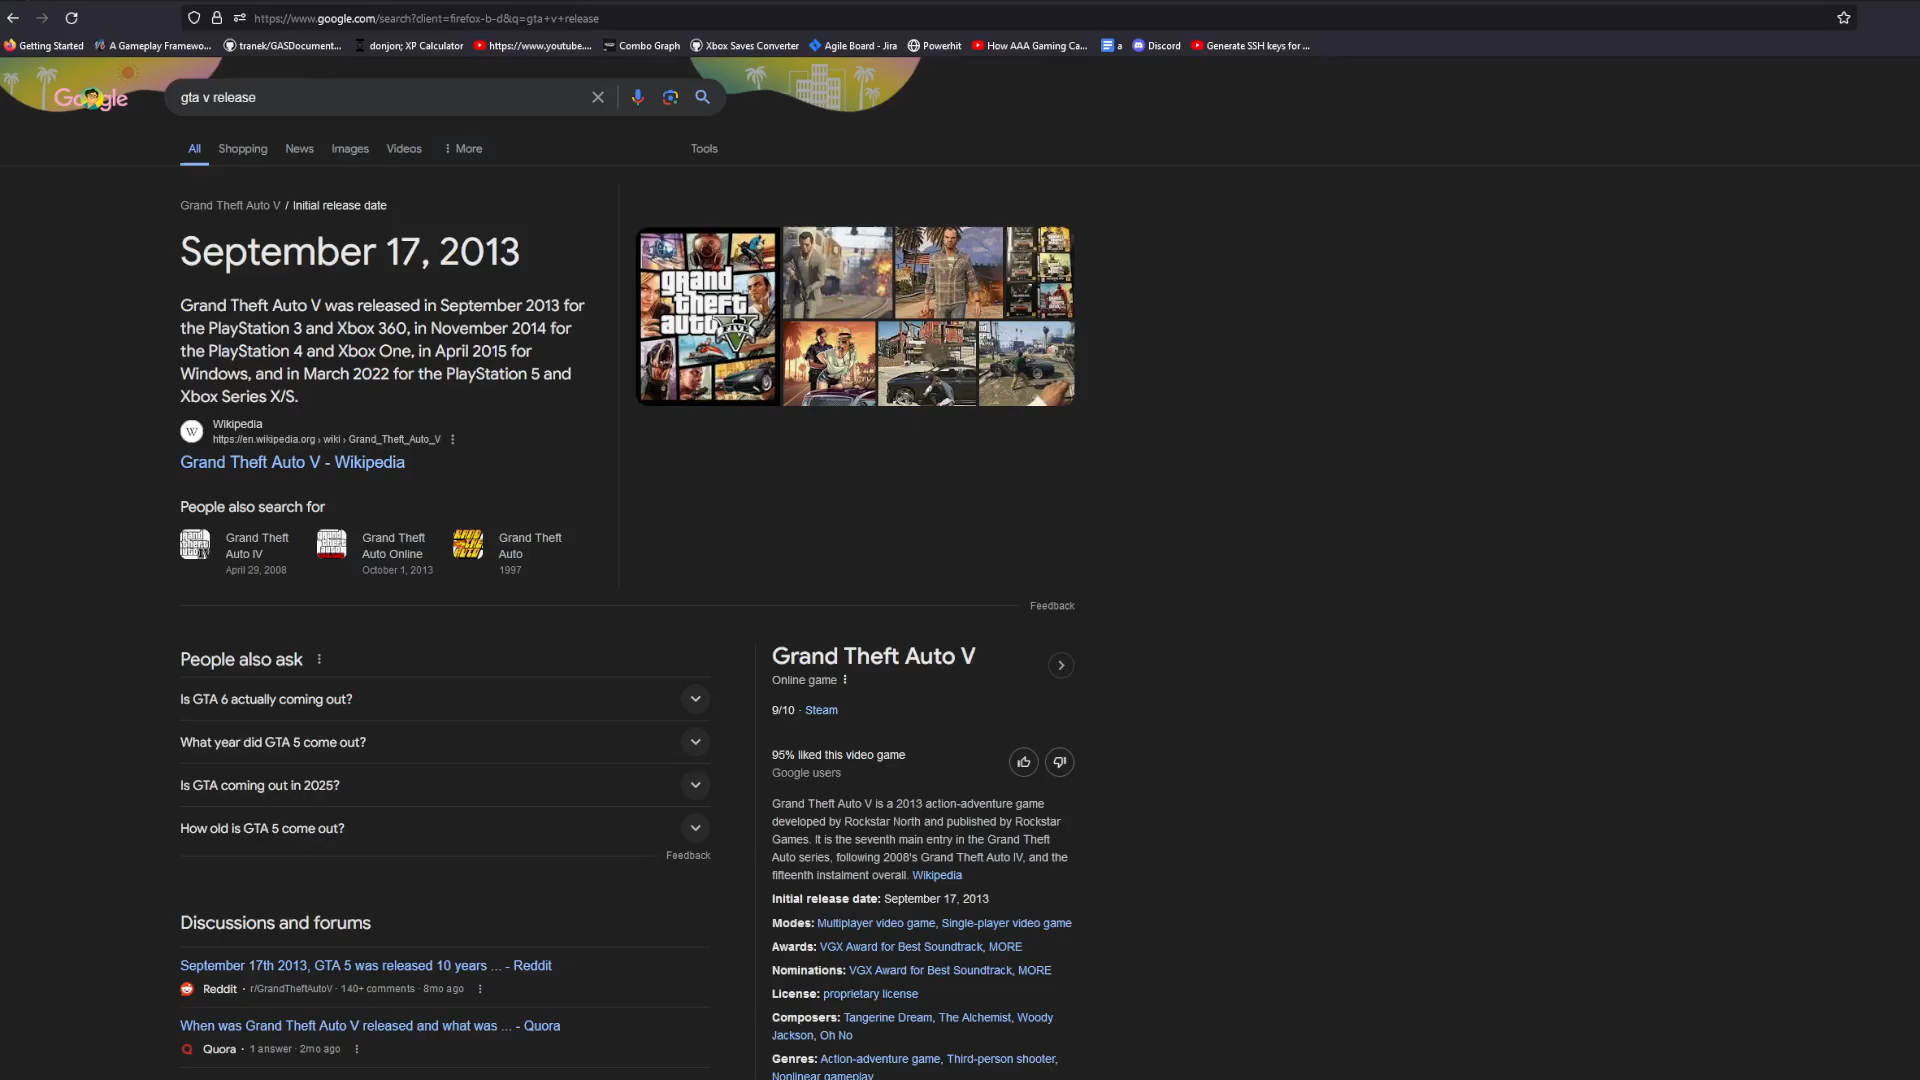 https://www.google.com/search?client=firefox-b-d&q=gta+v+release
Getting Started
A Gameplay Framewo...
tranek/GASDocument...
donjon; XP Calculator
https://www.youtube....
Combo Graph
Xbox Saves Converter
Agile Board - Jira
Powerhit
How AAA Gaming Ca...
a
Discord
Generate SSH keys for ...
Google
gta v release
All
Shopping
News
Images
Videos
More
Tools
Grand Theft Auto V / Initial release date
September 17, 2013
Grand Theft Auto V was released in September 2013 for
the PlayStation 3 and Xbox 360, in November 2014 for
the PlayStation 4 and Xbox One, in April 2015 for
Windows, and in March 2022 for the PlayStation 5 and
Xbox Series X/S.
W
Wikipedia
https://en.wikipedia.org › wiki › Grand_Theft_Auto_V
Grand Theft Auto V - Wikipedia
grand
theft
auto
V
FIVE
People also search for
Grand Theft
Auto IV
April 29, 2008
Grand Theft
Auto Online
October 1, 2013
Grand Theft
Auto
1997
Feedback
People also ask
Is GTA 6 actually coming out?
What year did GTA 5 come out?
Is GTA coming out in 2025?
How old is GTA 5 come out?
Feedback
Discussions and forums
September 17th 2013, GTA 5 was released 10 years ... - Reddit
Reddit · r/GrandTheftAutoV · 140+ comments · 8mo ago
When was Grand Theft Auto V released and what was ... - Quora
Quora · 1 answer · 2mo ago
Grand Theft Auto V
Online game
9/10 · Steam
95% liked this video game
Google users
Grand Theft Auto V is a 2013 action-adventure game
developed by Rockstar North and published by Rockstar
Games. It is the seventh main entry in the Grand Theft
Auto series, following 2008's Grand Theft Auto IV, and the
fifteenth instalment overall. Wikipedia
Initial release date: September 17, 2013
Modes: Multiplayer video game, Single-player video game
Awards: VGX Award for Best Soundtrack, MORE
Nominations: VGX Award for Best Soundtrack, MORE
License: proprietary license
Composers: Tangerine Dream, The Alchemist, Woody
Jackson, Oh No
Genres: Action-adventure game, Third-person shooter,
Nonlinear gameplay